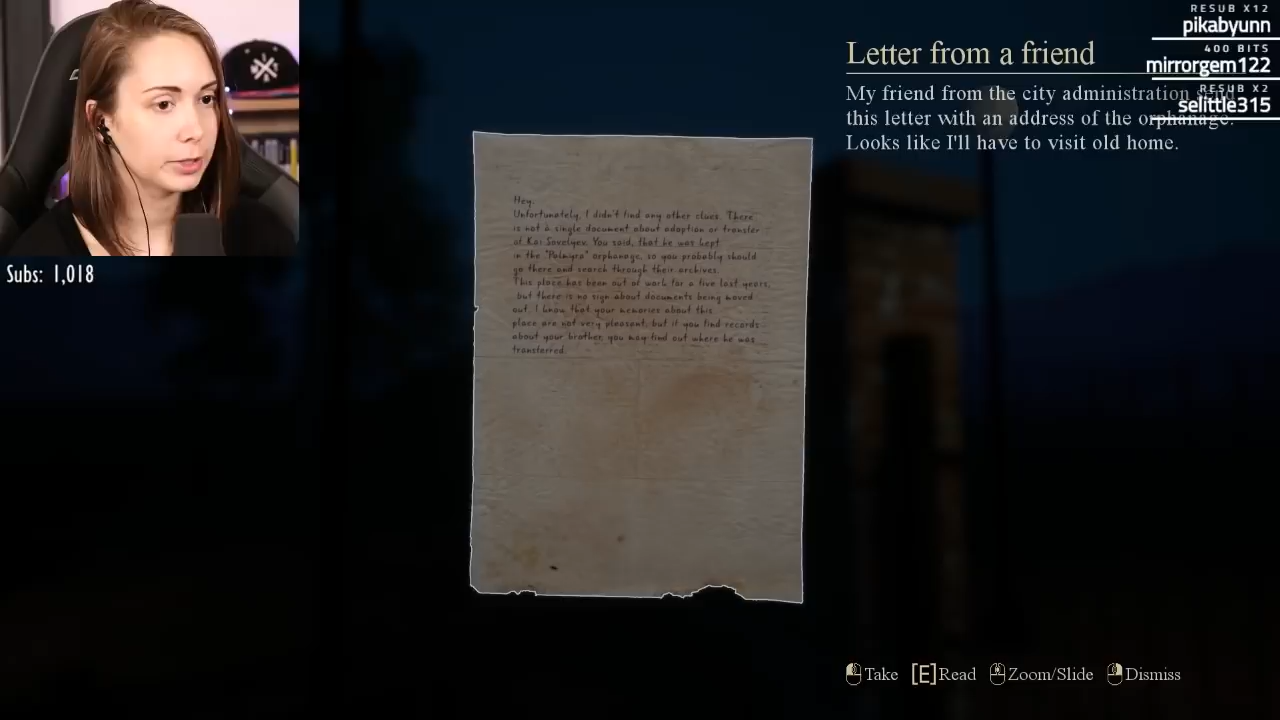 RESUB X12
pikabyunn
400 BITS
mirrorgem122
RESUB X2
selittle315
Subs: 1,018
Letter from a friend
My friend from the city administration send
this letter with an address of the orphanage.
Looks like I'll have to visit old home.
Hey,
Unfortunately, I didn't find any other clues. There
is not a single document about adoption or transfer
of Kai Savelyev. You said, that he was kept
in the "Palmyra" orphanage, so you probably should
go there and search through their archives.
This place has been out of work for a five last years,
but there is no sign about documents being moved
out. I know that your memories about this
place are not very pleasant, but if you find records
about your brother, you may find out where he was
transferred.
Take
[E]Read
Zoom/Slide
Dismiss